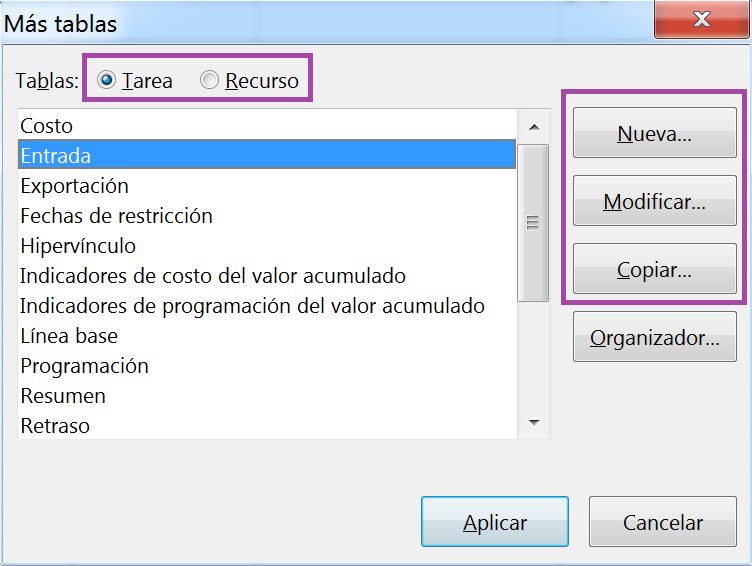 Más tablas
Tablas: Tarea Recurso
Costo
Entrada
Exportación
Fechas de restricción
Hipervínculo
Indicadores de costo del valor acumulado
Indicadores de programación del valor acumulado
Línea base
Programación
Resumen
Retraso
Nueva...
Modificar...
Copiar...
Organizador...
Aplicar Cancelar